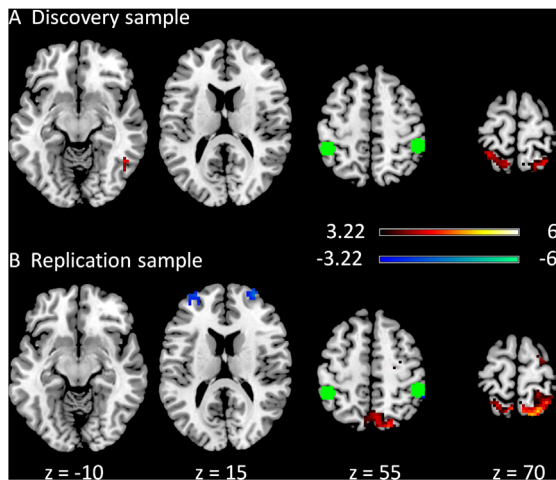 A Discovery sample
3.22 6
-3.22 -6
B Replication sample
z = -10 z = 15 z = 55 z = 70